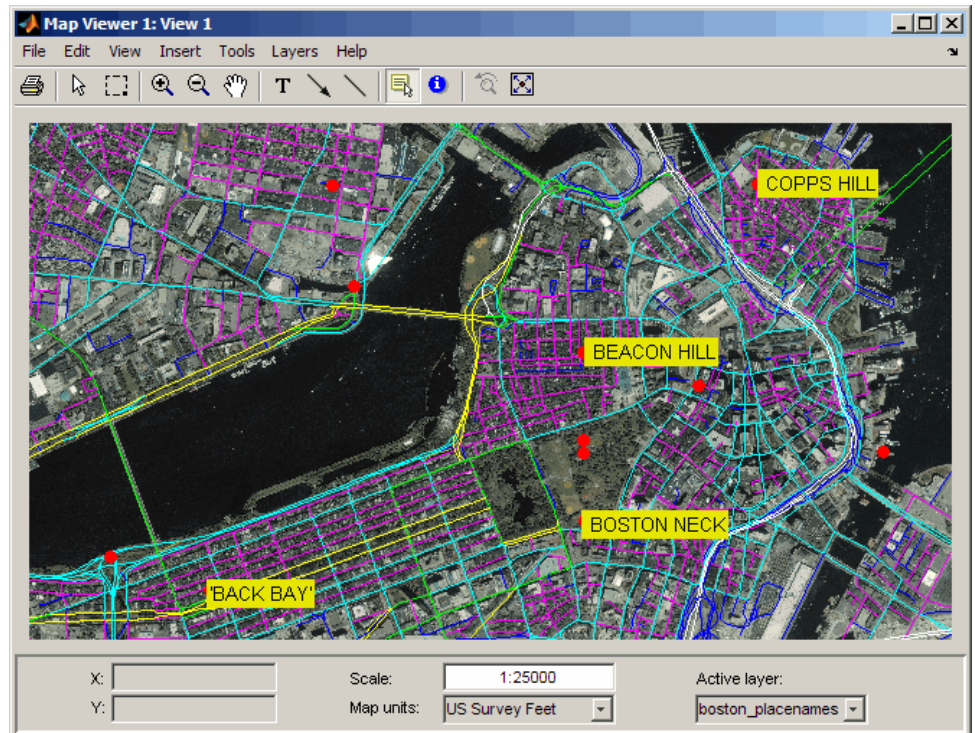 Map Viewer 1: View 1
File Edit View Insert Tools Layers Help
T
COPPS HILL
BEACON HILL
BOSTON NECK
'BACK BAY'
X:
Scale: 1:25000
Active layer:
Y:
Map units: US Survey Feet
boston_placenames